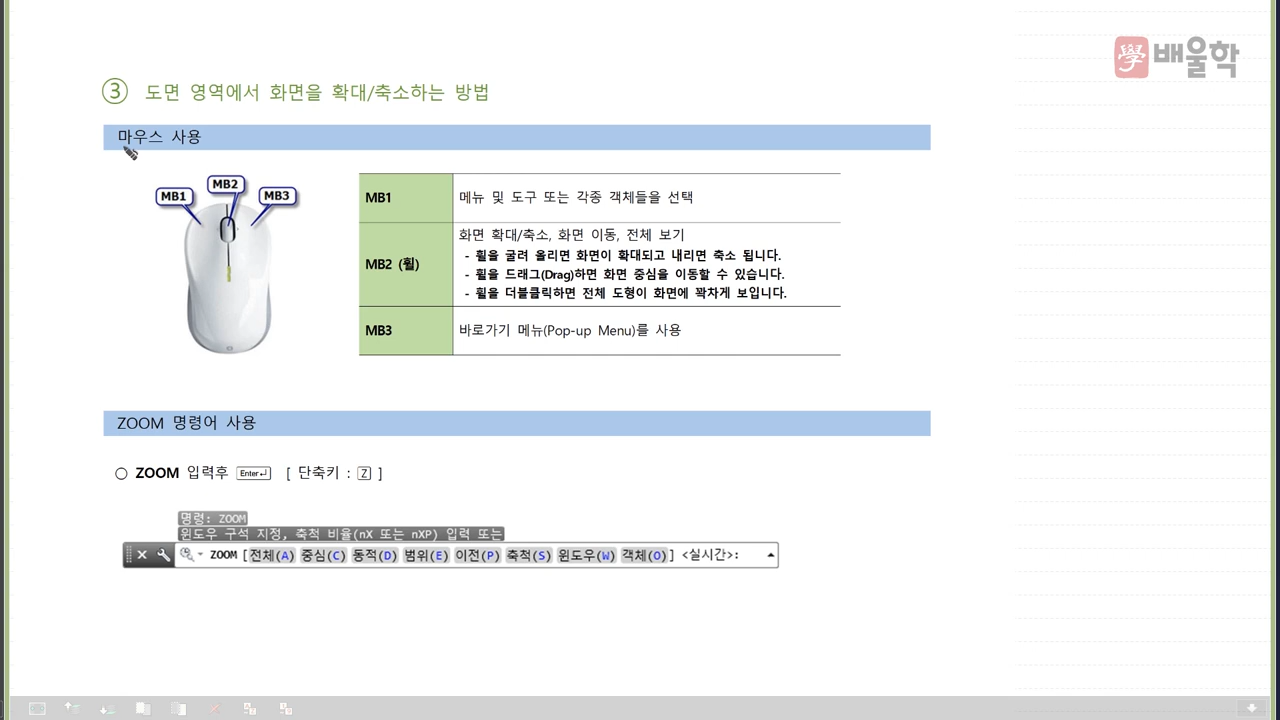 學 배울학
③ 도면 영역에서 화면을 확대/축소하는 방법
마우스 사용
MB1 MB2 MB3
MB1 메뉴 및 도구 또는 각종 객체들을 선택
MB2 (휠) 화면 확대/축소, 화면 이동, 전체 보기
- 휠을 굴려 올리면 화면이 확대되고 내리면 축소 됩니다.
- 휠을 드래그(Drag)하면 화면 중심을 이동할 수 있습니다.
- 휠을 더블클릭하면 전체 도형이 화면에 꽉차게 보입니다.
MB3 바로가기 메뉴(Pop-up Menu)를 사용
ZOOM 명령어 사용
○ ZOOM 입력후 Enter↵ [ 단축키 : Z ]
명령: ZOOM
윈도우 구석 지정, 축척 비율(nX 또는 nXP) 입력 또는
ZOOM [전체(A) 중심(C) 동적(D) 범위(E) 이전(P) 축척(S) 윈도우(W) 객체(O)] <실시간>: